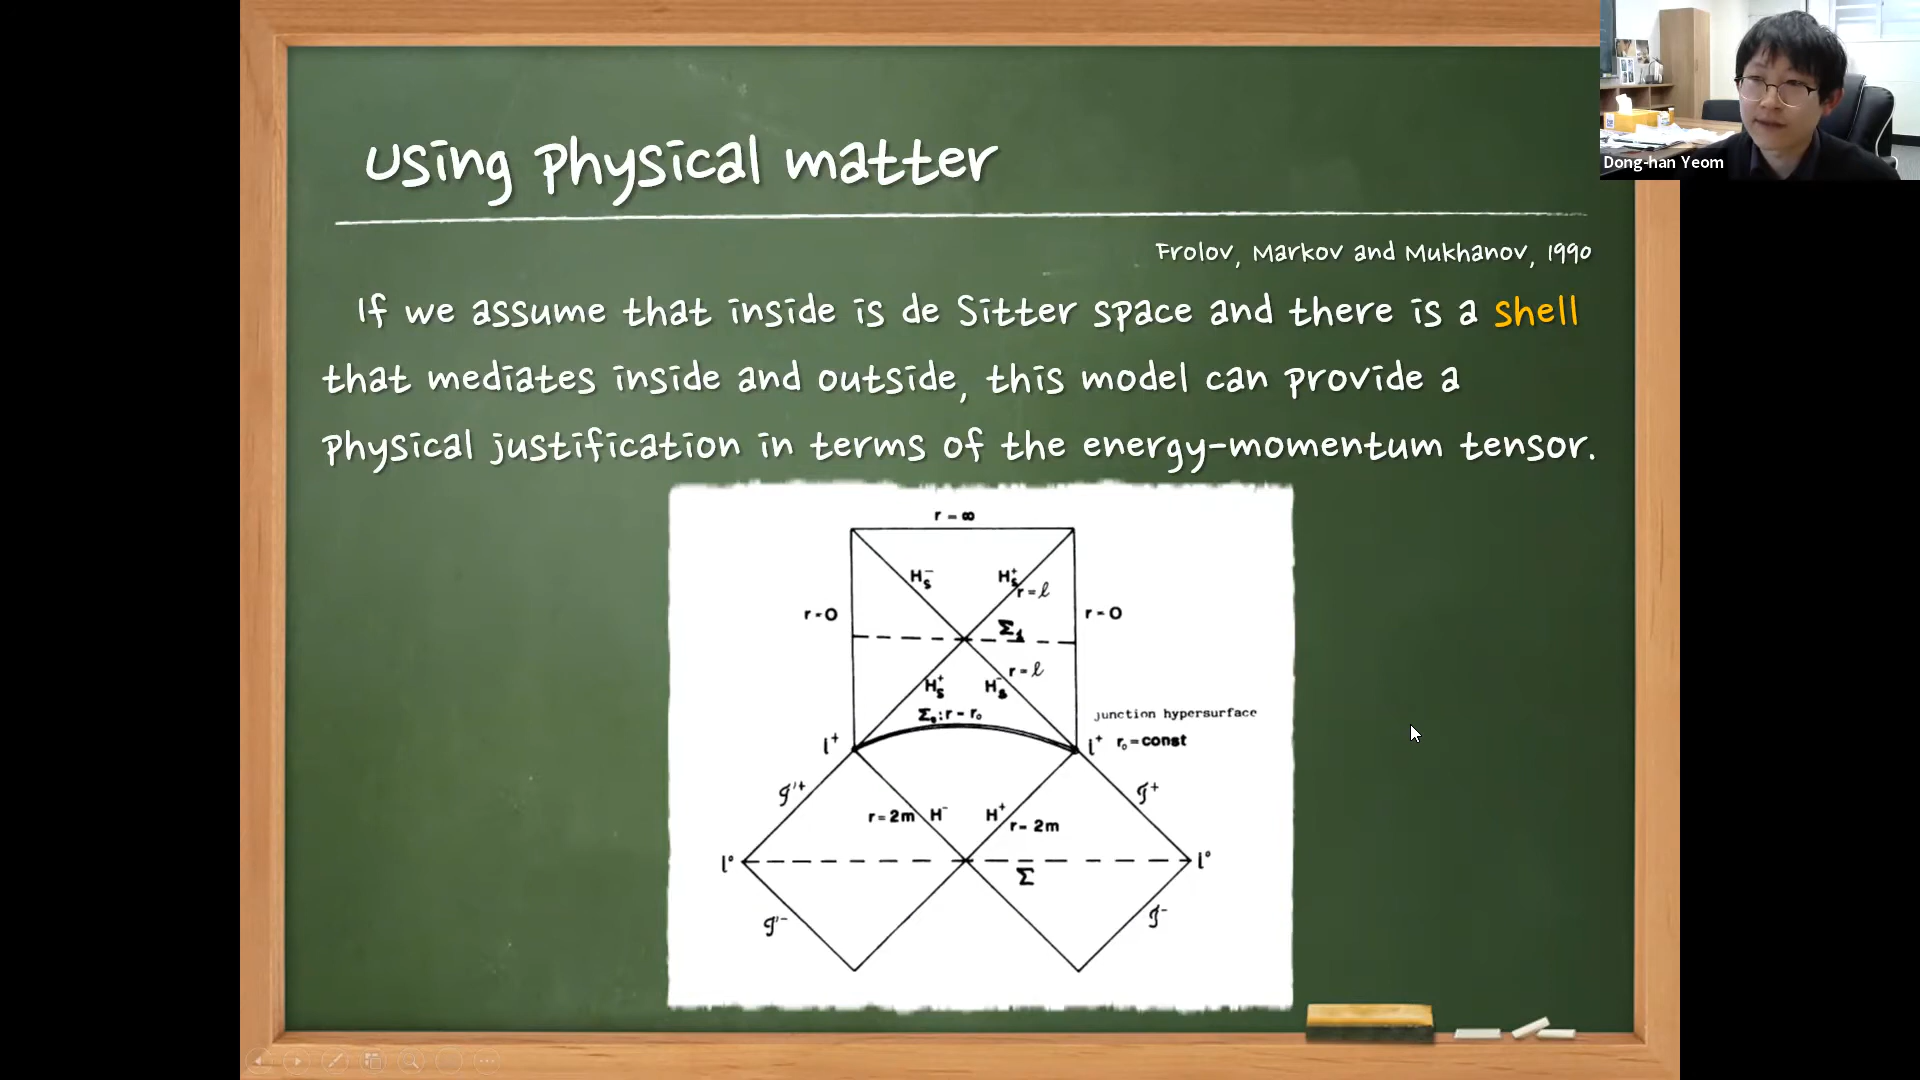 Using physical matter
Dong-han Yeom
Frolov, Markov and Mukhanov, 1990
If we assume that inside is de Sitter space and there is a shell
that mediates inside and outside, this model can provide a
physical justification in terms of the energy-momentum tensor.
r = ∞
H_S^- H_S^+
r = ℓ
r = 0 r = 0
Σ_1
r = ℓ
H_S^+ H_S^-
Σ_0: r = r_0
junction hypersurface
i^+ i^+ r_0 = const
𝒥'^+ 𝒥^+
r = 2m H^- H^+
r = 2m
i° i°
Σ
𝒥'^- 𝒥^-